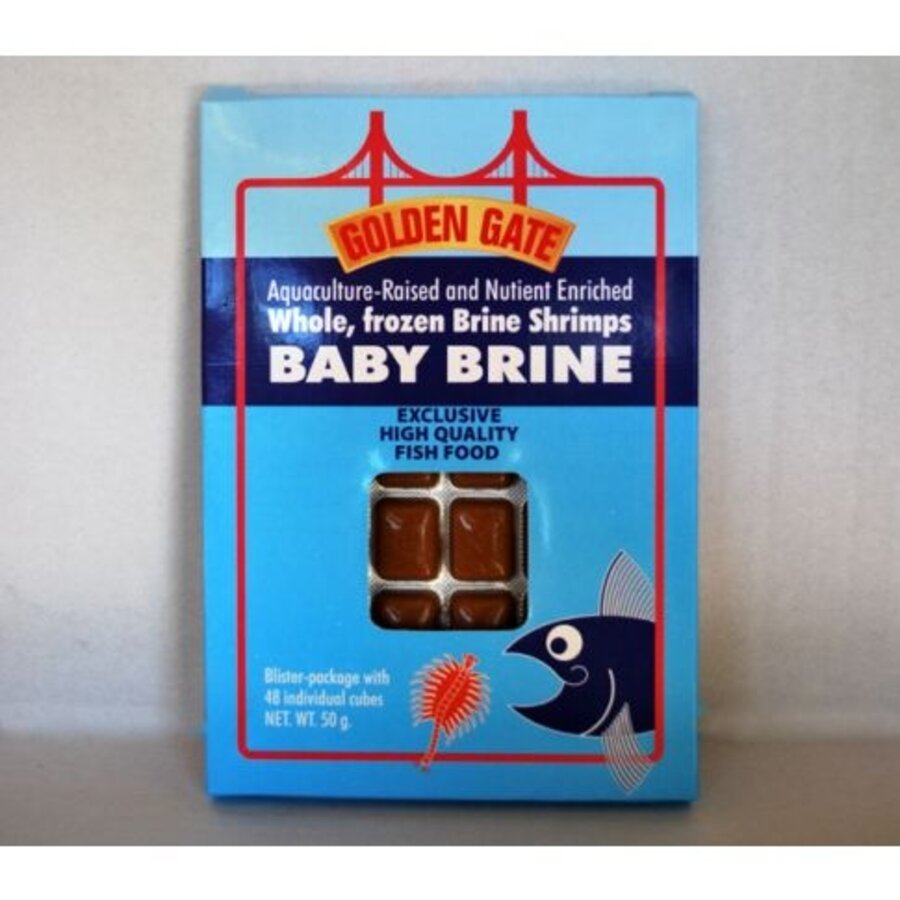 GOLDEN GATE
Aquaculture-Raised and Nutient Enriched
Whole, frozen Brine Shrimps
BABY BRINE
EXCLUSIVE
HIGH QUALITY
FISH FOOD
Blister-package with
48 individual cubes
NET. WT. 50 g.